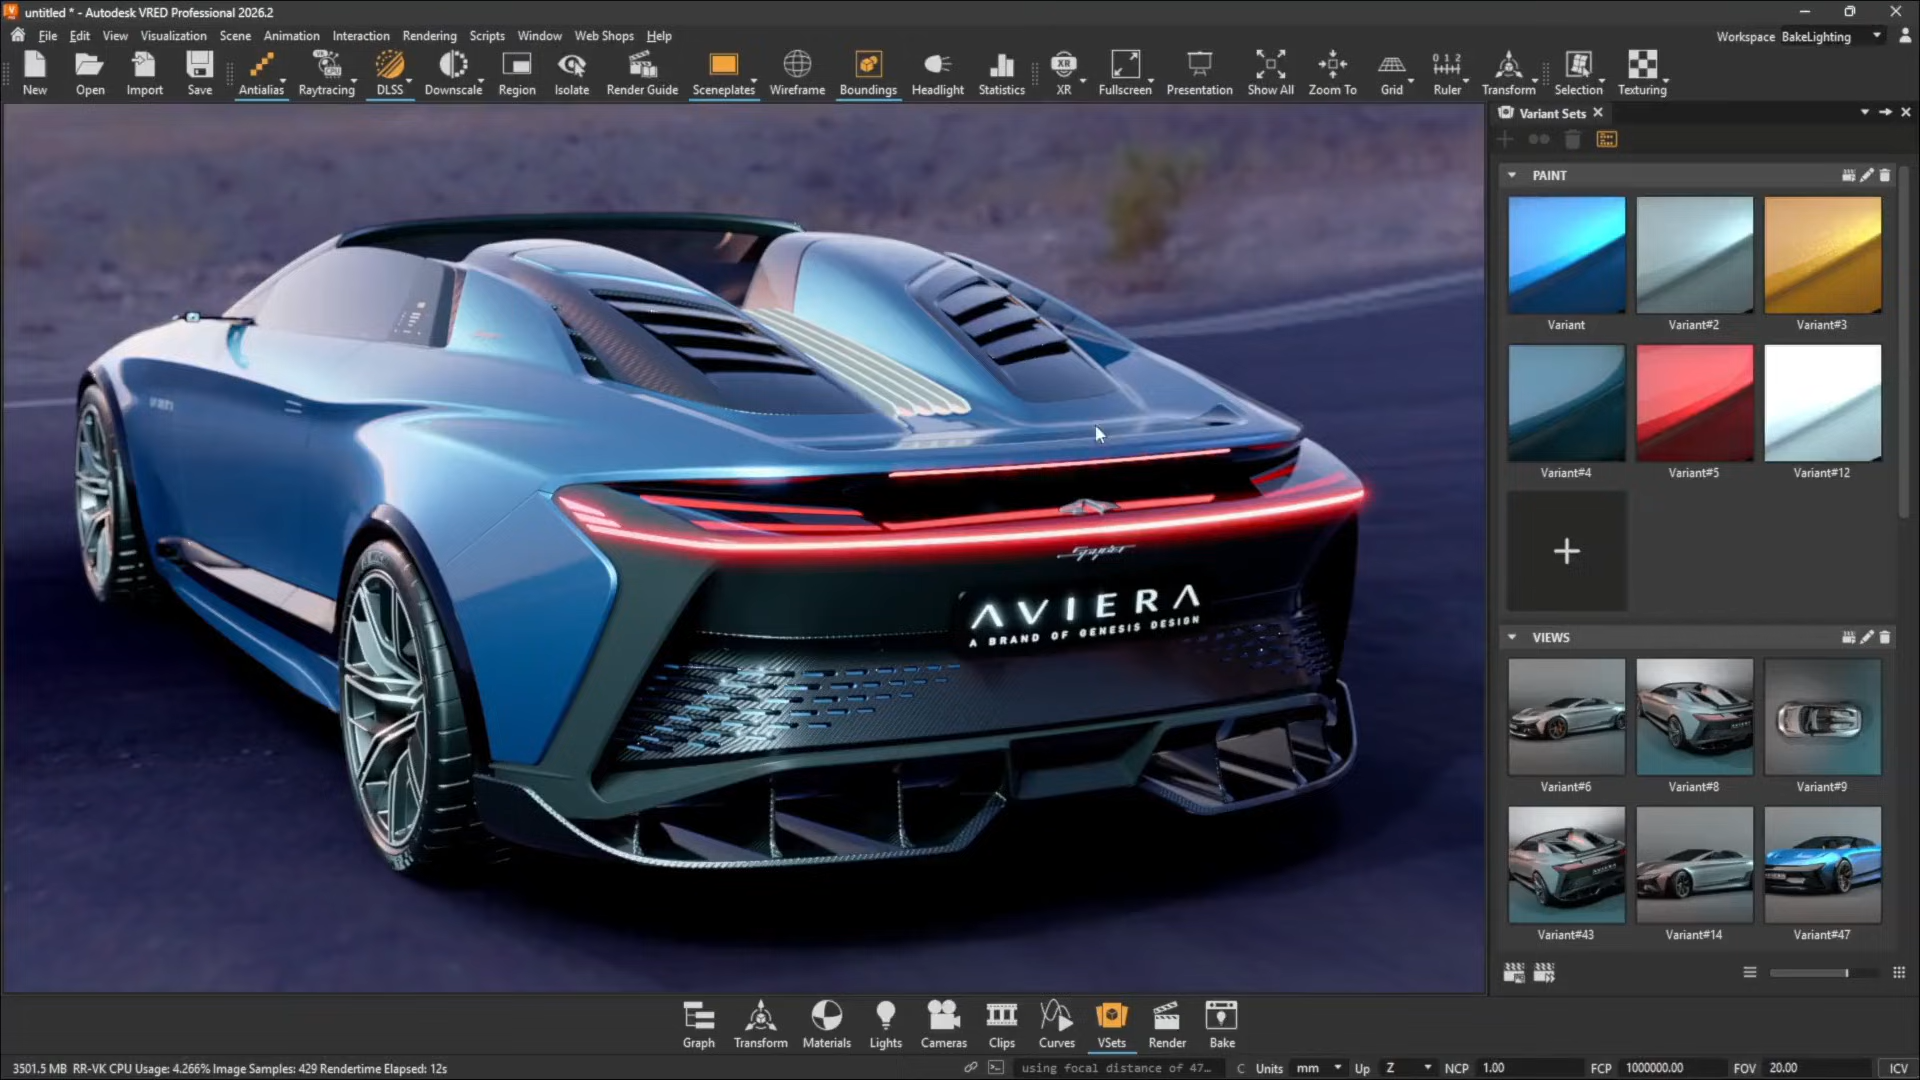 untitled * - Autodesk VRED Professional 2026.2
File Edit View Visualization Scene Animation Interaction Rendering Scripts Window Web Shops Help
Workspace BakeLighting
New Open Import Save Antialias Raytracing DLSS Downscale Region Isolate Render Guide Sceneplates Wireframe Boundings Headlight Statistics XR Fullscreen Presentation Show All Zoom To Grid Ruler Transform Selection Texturing
Variant Sets
PAINT
Variant Variant#2 Variant#3
Variant#4 Variant#5 Variant#12
VIEWS
Variant#6 Variant#8 Variant#9
Variant#43 Variant#14 Variant#47
AVIERA
A BRAND OF GENESIS DESIGN
Graph Transform Materials Lights Cameras Clips Curves VSets Render Bake
3501.5 MB RR-VK CPU Usage: 4.266% Image Samples: 429 Rendertime Elapsed: 12s
using focal distance of 47... C Units mm Up Z NCP 1.00 FCP 1000000.00 FOV 20.00 ICV